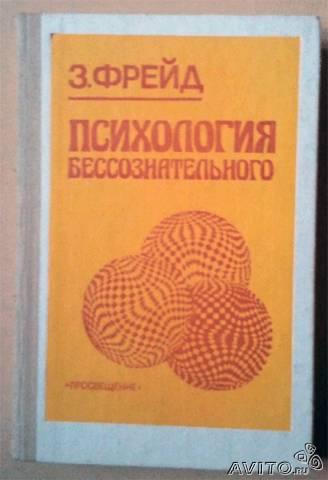 З. ФРЕЙД
ПСИХОЛОГИЯ
БЕССОЗНАТЕЛЬНОГО
«ПРОСВЕЩЕНИЕ»
AVITO.ru